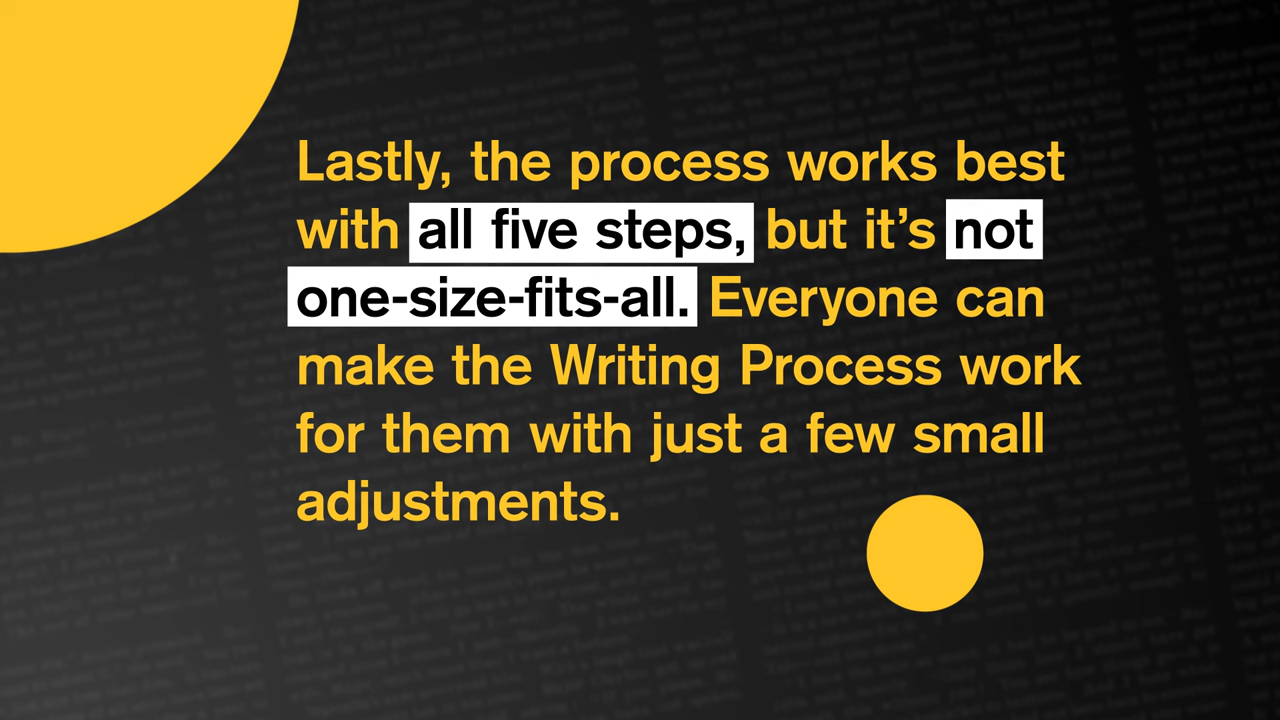 Lastly, the process works best
with all five steps, but it’s not
one-size-fits-all. Everyone can
make the Writing Process work
for them with just a few small
adjustments.